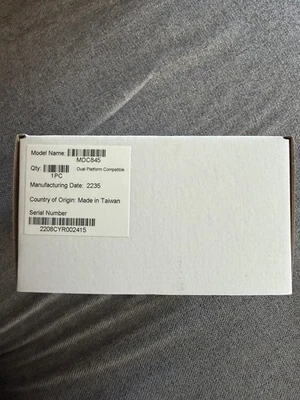 Model Name:
MDC845
Qty: Dual Platform Compatible
1PC
Manufacturing Date: 2235
Country of Origin: Made in Taiwan
Serial Number
2208CYR002415